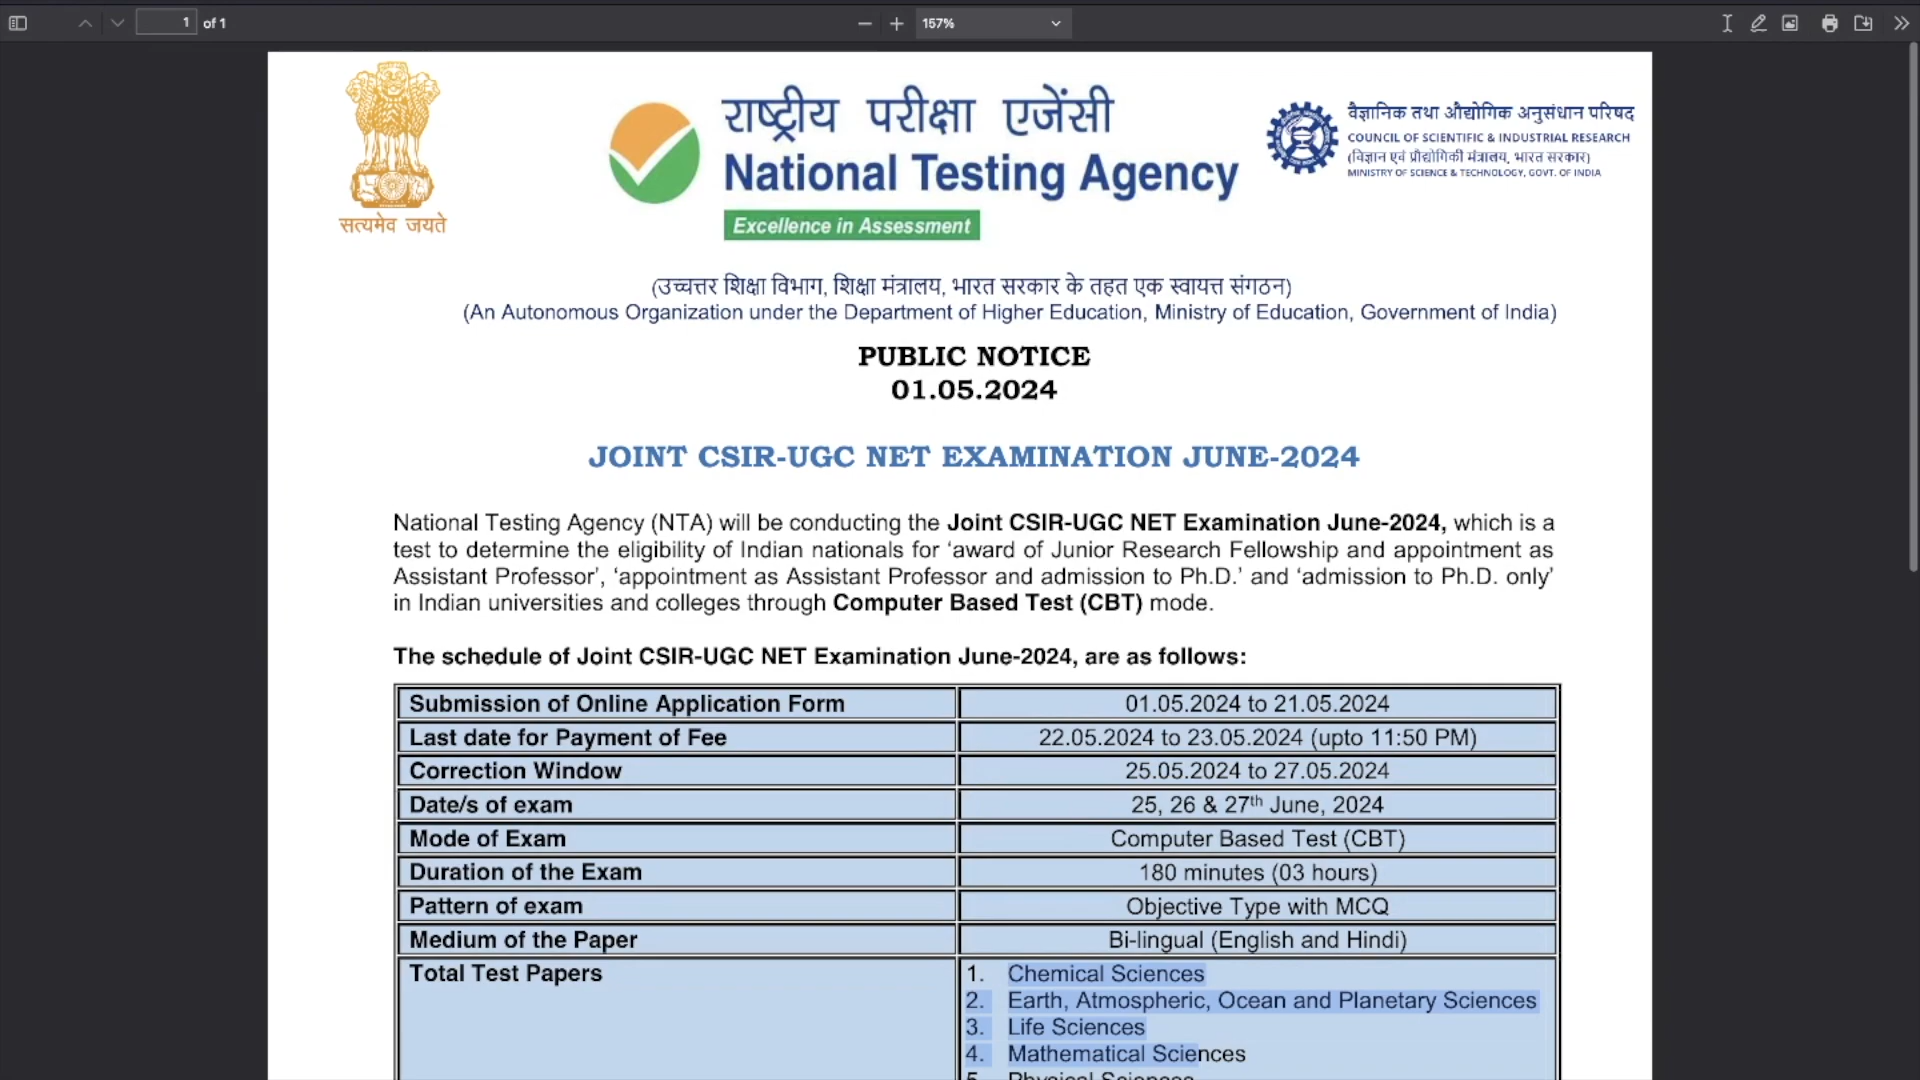 1 of 1
157%
सत्यमेव जयते
राष्ट्रीय परीक्षा एजेंसी
National Testing Agency
Excellence in Assessment
वैज्ञानिक तथा औद्योगिक अनुसंधान परिषद
COUNCIL OF SCIENTIFIC & INDUSTRIAL RESEARCH
(विज्ञान एवं प्रौद्योगिकी मंत्रालय, भारत सरकार)
MINISTRY OF SCIENCE & TECHNOLOGY, GOVT. OF INDIA
(उच्चत्तर शिक्षा विभाग, शिक्षा मंत्रालय, भारत सरकार के तहत एक स्वायत्त संगठन)
(An Autonomous Organization under the Department of Higher Education, Ministry of Education, Government of India)
PUBLIC NOTICE
01.05.2024
JOINT CSIR-UGC NET EXAMINATION JUNE-2024
National Testing Agency (NTA) will be conducting the Joint CSIR-UGC NET Examination June-2024, which is a
test to determine the eligibility of Indian nationals for ‘award of Junior Research Fellowship and appointment as
Assistant Professor’, ‘appointment as Assistant Professor and admission to Ph.D.’ and ‘admission to Ph.D. only’
in Indian universities and colleges through Computer Based Test (CBT) mode.
The schedule of Joint CSIR-UGC NET Examination June-2024, are as follows:
Submission of Online Application Form 01.05.2024 to 21.05.2024
Last date for Payment of Fee 22.05.2024 to 23.05.2024 (upto 11:50 PM)
Correction Window 25.05.2024 to 27.05.2024
Date/s of exam 25, 26 & 27th June, 2024
Mode of Exam Computer Based Test (CBT)
Duration of the Exam 180 minutes (03 hours)
Pattern of exam Objective Type with MCQ
Medium of the Paper Bi-lingual (English and Hindi)
Total Test Papers 1. Chemical Sciences
2. Earth, Atmospheric, Ocean and Planetary Sciences
3. Life Sciences
4. Mathematical Sciences
5. Physical Sciences